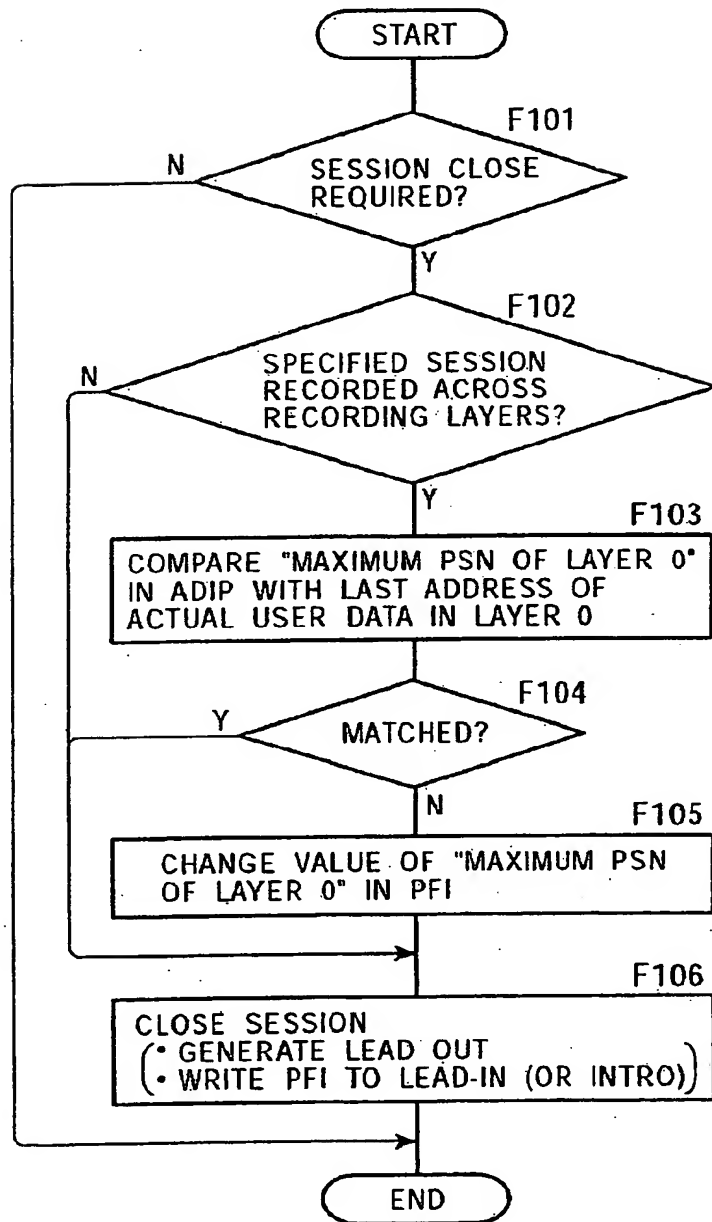 START
F101
N
SESSION CLOSE
REQUIRED?
Y
F102
N
SPECIFIED SESSION
RECORDED ACROSS
RECORDING LAYERS?
Y
F103
COMPARE "MAXIMUM PSN OF LAYER 0"
IN ADIP WITH LAST ADDRESS OF
ACTUAL USER DATA IN LAYER 0
F104
Y
MATCHED?
N
F105
CHANGE VALUE OF "MAXIMUM PSN
OF LAYER 0" IN PFI
F106
CLOSE SESSION
(• GENERATE LEAD OUT
• WRITE PFI TO LEAD-IN (OR INTRO))
END